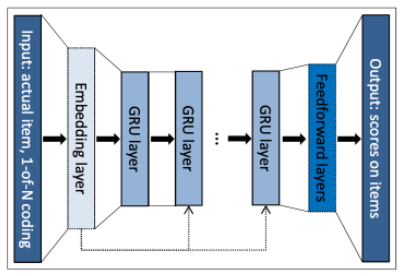 Input: actual item, 1-of-N coding
Embedding layer
GRU layer
GRU layer
...
GRU layer
Feedforward layers
Output: scores on items